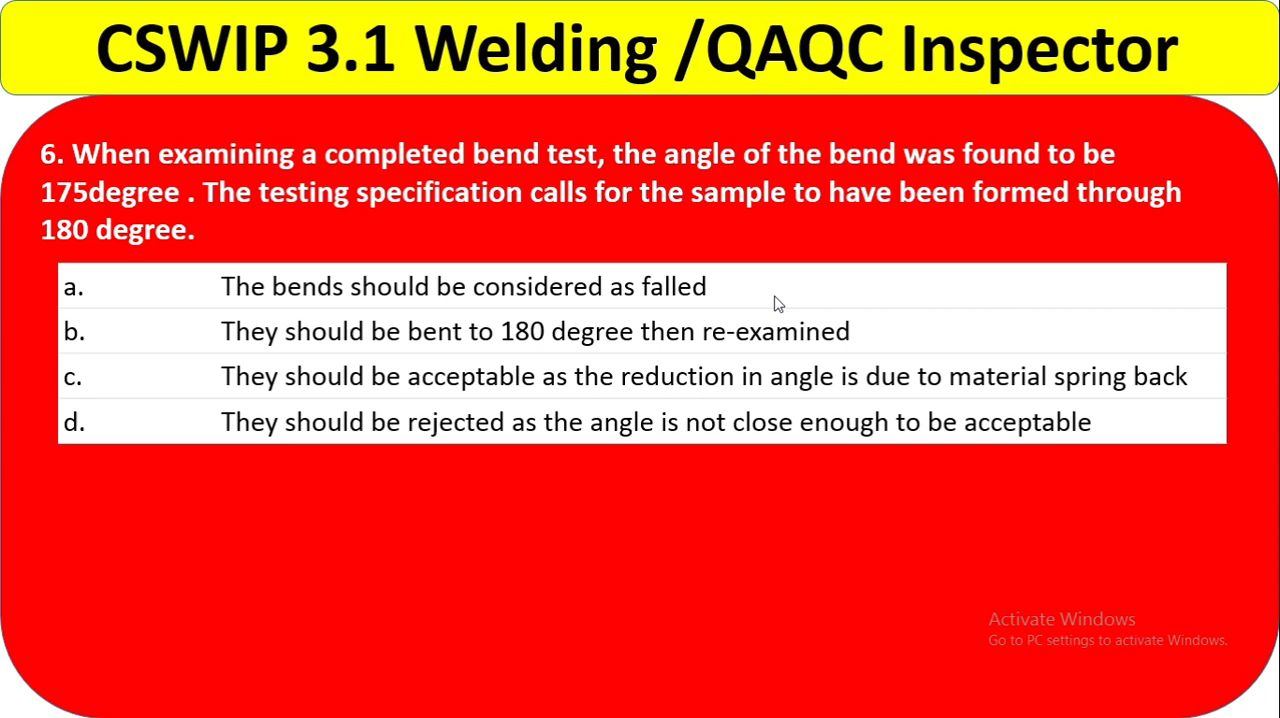 CSWIP 3.1 Welding /QAQC Inspector
6. When examining a completed bend test, the angle of the bend was found to be
175degree . The testing specification calls for the sample to have been formed through
180 degree.
a. The bends should be considered as falled
b. They should be bent to 180 degree then re-examined
c. They should be acceptable as the reduction in angle is due to material spring back
d. They should be rejected as the angle is not close enough to be acceptable
Activate Windows
Go to PC settings to activate Windows.